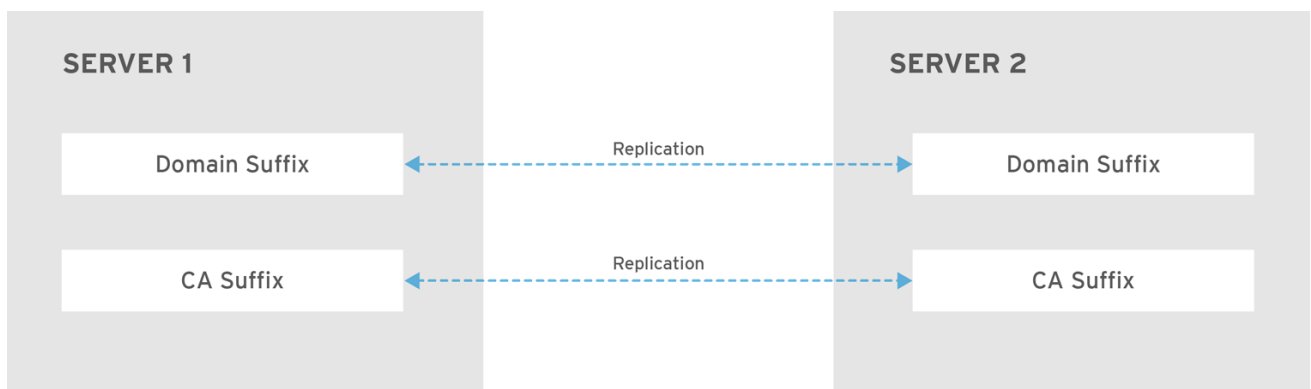 SERVER 1
SERVER 2
Domain Suffix
Replication
Domain Suffix
CA Suffix
Replication
CA Suffix